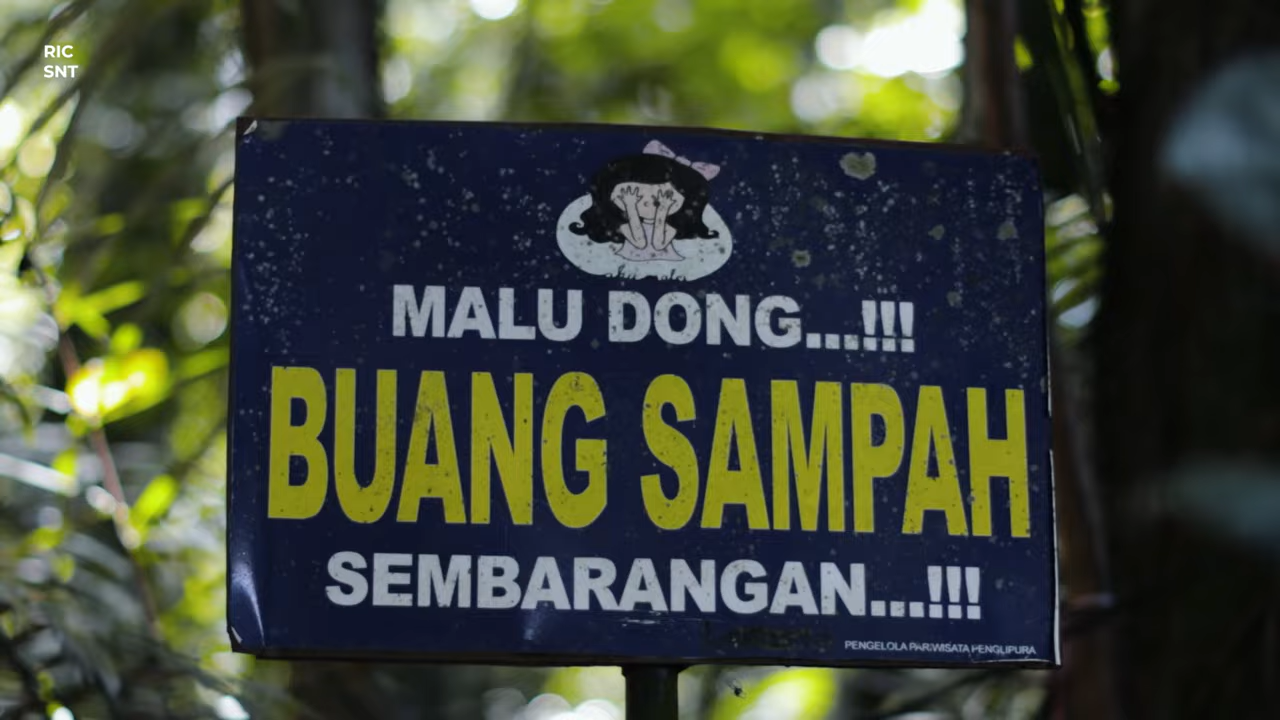 RIC
SNT
MALU DONG...!!!
BUANG SAMPAH
SEMBARANGAN...!!!
PENGELOLA PARIWISATA PENGLIPURA